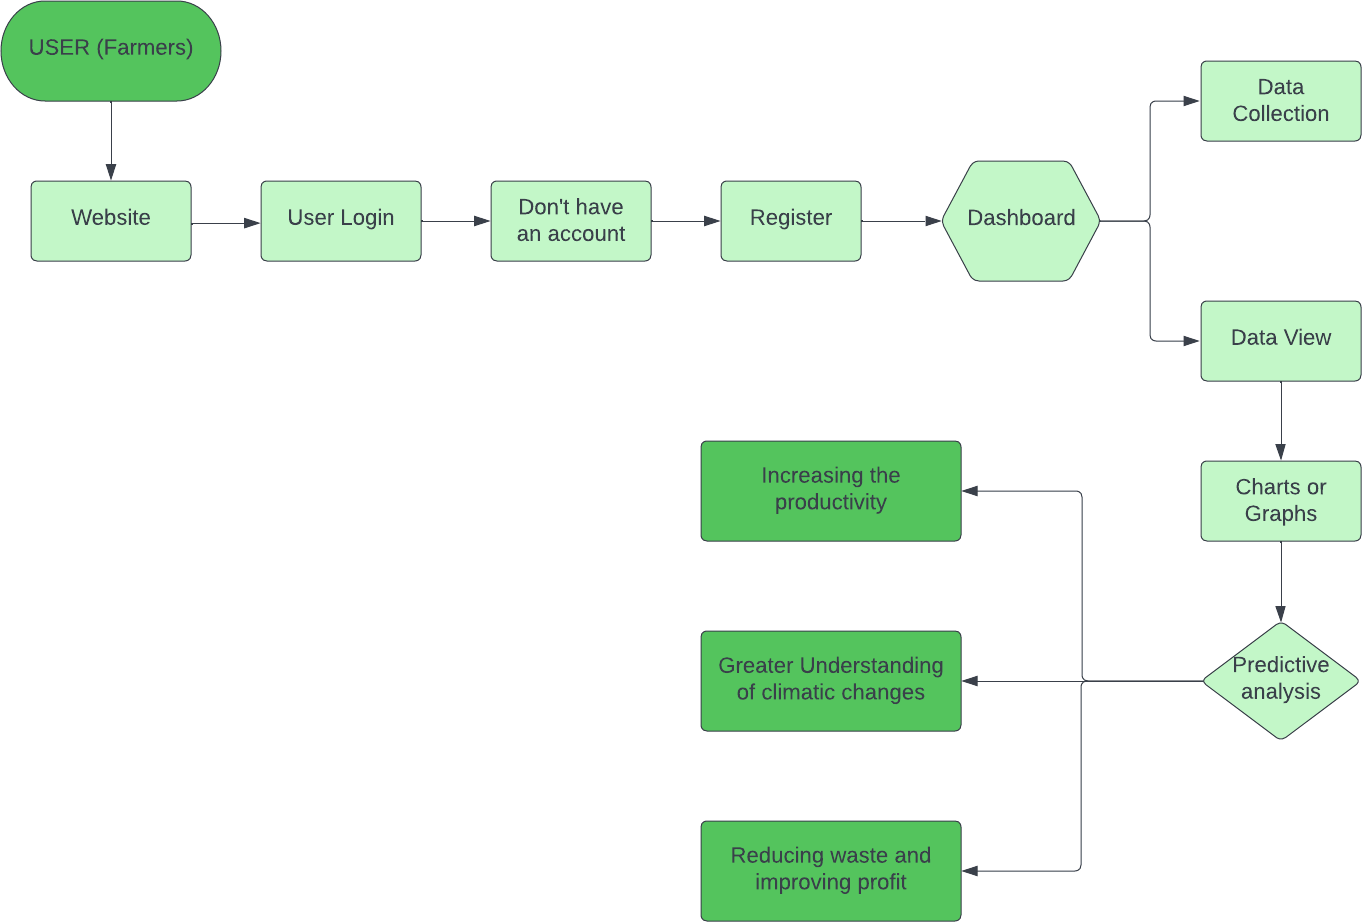 USER (Farmers)
Website
User Login
Don't have
an account
Register
Dashboard
Data
Collection
Data View
Charts or
Graphs
Predictive
analysis
Increasing the
productivity
Greater Understanding
of climatic changes
Reducing waste and
improving profit